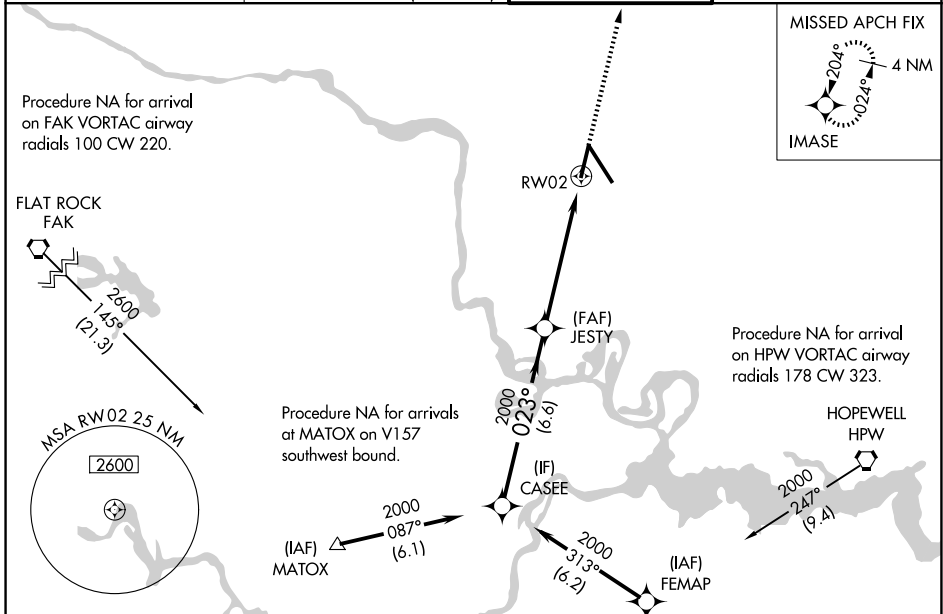 MISSED APCH FIX
204°
024°
4 NM
IMASE
Procedure NA for arrival
on FAK VORTAC airway
radials 100 CW 220.
RW02
FLAT ROCK
FAK
2600
145°
(21.3)
(FAF)
JESTY
Procedure NA for arrival
on HPW VORTAC airway
radials 178 CW 323.
2000
023°
(6.6)
Procedure NA for arrivals
at MATOX on V157
southwest bound.
HOPEWELL
HPW
MSA RW02 25 NM
2600
(IF)
CASEE
2000
247°
(9.4)
2000
087°
(6.1)
(IAF)
MATOX
2000
313°
(6.2)
(IAF)
FEMAP